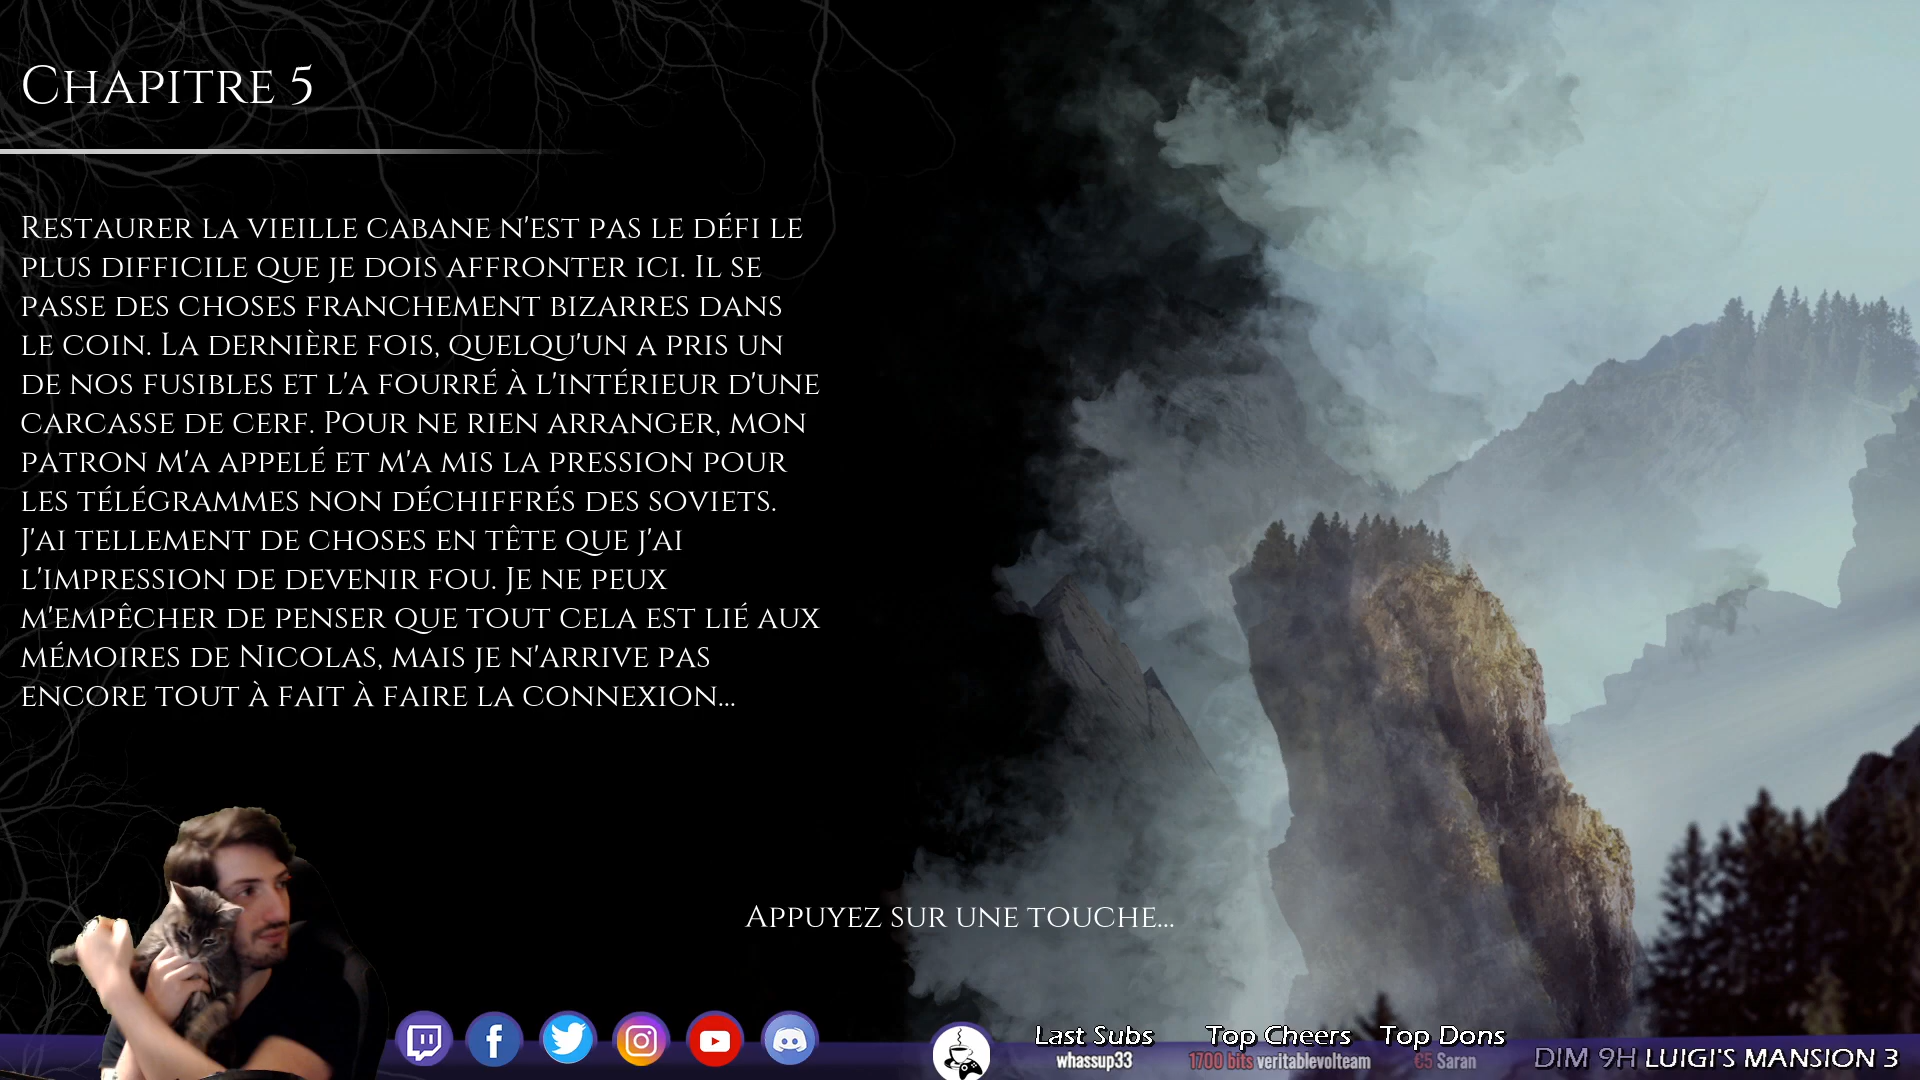 Chapitre 5
Restaurer la vieille cabane n'est pas le défi le
plus difficile que je dois affronter ici. Il se
passe des choses franchement bizarres dans
le coin. La dernière fois, quelqu'un a pris un
de nos fusibles et l'a fourré à l'intérieur d'une
carcasse de cerf. Pour ne rien arranger, mon
patron m'a appelé et m'a mis la pression pour
les télégrammes non déchiffrés des soviets.
J'ai tellement de choses en tête que j'ai
l'impression de devenir fou. Je ne peux
m'empêcher de penser que tout cela est lié aux
mémoires de Nicolas, mais je n'arrive pas
encore tout à fait à faire la connexion...
Appuyez sur une touche...
Last Subs
whassup33
Top Cheers
1700 bits veritablevolteam
Top Dons
€5 Saran
DIM 9H LUIGI'S MANSION 3